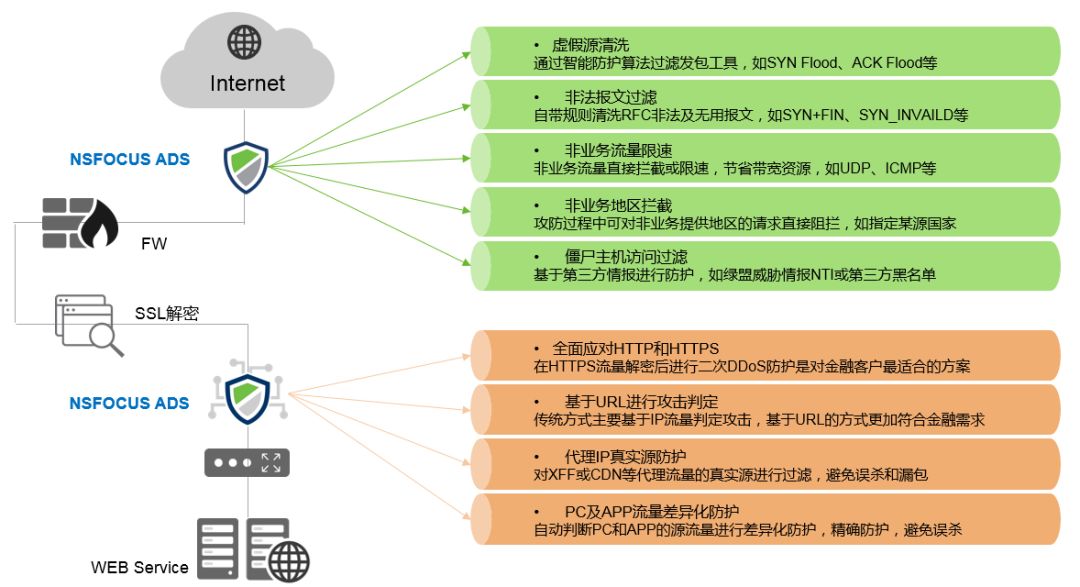 Internet
NSFOCUS ADS
FW
SSL解密
NSFOCUS ADS
WEB Service
• 虚假源清洗
通过智能防护算法过滤发包工具，如SYN Flood、ACK Flood等
• 非法报文过滤
自带规则清洗RFC非法及无用报文，如SYN+FIN、SYN_INVAILD等
• 非业务流量限速
非业务流量直接拦截或限速，节省带宽资源，如UDP、ICMP等
• 非业务地区拦截
攻防过程中可对非业务提供地区的请求直接阻拦，如指定某源国家
• 僵尸主机访问过滤
基于第三方情报进行防护，如绿盟威胁情报NTI或第三方黑名单
• 全面应对HTTP和HTTPS
在HTTPS流量解密后进行二次DDoS防护是对金融客户最适合的方案
• 基于URL进行攻击判定
传统方式主要基于IP流量判定攻击，基于URL的方式更加符合金融需求
• 代理IP真实源防护
对XFF或CDN等代理流量的真实源进行过滤，避免误杀和漏包
• PC及APP流量差异化防护
自动判断PC和APP的源流量进行差异化防护，精确防护，避免误杀